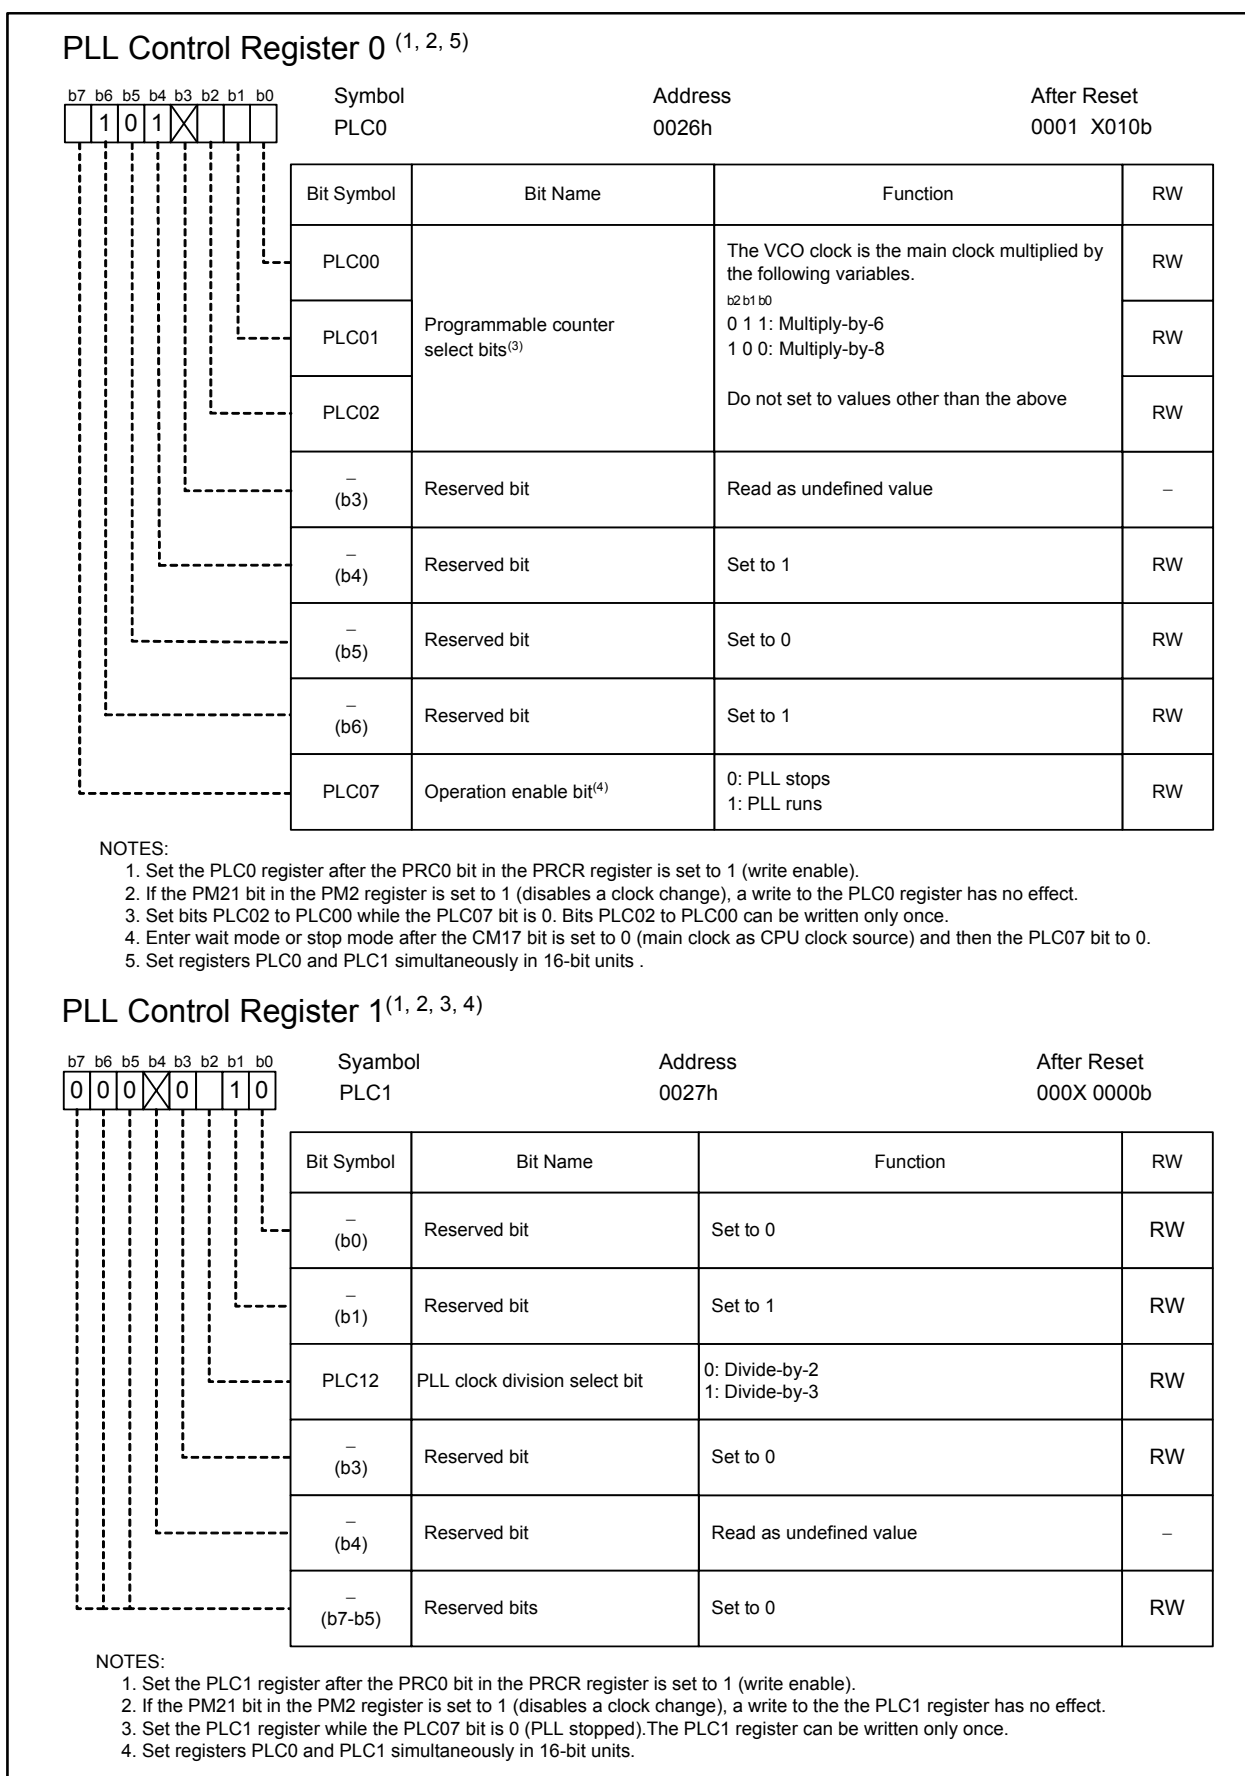 PLL Control Register 0 (1, 2, 5)
b7 b6 b5 b4 b3 b2 b1 b0
1 0 1
Symbol Address After Reset
PLC0 0026h 0001 X010b
Bit Symbol Bit Name Function RW
PLC00 RW
PLC01 RW
PLC02 RW
Programmable counter
select bits(3)
The VCO clock is the main clock multiplied by
the following variables.
b2 b1 b0
0 1 1: Multiply-by-6
1 0 0: Multiply-by-8
Do not set to values other than the above
–
(b3) Reserved bit Read as undefined value –
–
(b4) Reserved bit Set to 1 RW
–
(b5) Reserved bit Set to 0 RW
–
(b6) Reserved bit Set to 1 RW
PLC07 Operation enable bit(4) 0: PLL stops
1: PLL runs RW
NOTES:
1. Set the PLC0 register after the PRC0 bit in the PRCR register is set to 1 (write enable).
2. If the PM21 bit in the PM2 register is set to 1 (disables a clock change), a write to the PLC0 register has no effect.
3. Set bits PLC02 to PLC00 while the PLC07 bit is 0. Bits PLC02 to PLC00 can be written only once.
4. Enter wait mode or stop mode after the CM17 bit is set to 0 (main clock as CPU clock source) and then the PLC07 bit to 0.
5. Set registers PLC0 and PLC1 simultaneously in 16-bit units .
PLL Control Register 1(1, 2, 3, 4)
b7 b6 b5 b4 b3 b2 b1 b0
0 0 0 0 1 0
Syambol Address After Reset
PLC1 0027h 000X 0000b
Bit Symbol Bit Name Function RW
–
(b0) Reserved bit Set to 0 RW
–
(b1) Reserved bit Set to 1 RW
PLC12 PLL clock division select bit 0: Divide-by-2
1: Divide-by-3 RW
–
(b3) Reserved bit Set to 0 RW
–
(b4) Reserved bit Read as undefined value –
–
(b7-b5) Reserved bits Set to 0 RW
NOTES:
1. Set the PLC1 register after the PRC0 bit in the PRCR register is set to 1 (write enable).
2. If the PM21 bit in the PM2 register is set to 1 (disables a clock change), a write to the the PLC1 register has no effect.
3. Set the PLC1 register while the PLC07 bit is 0 (PLL stopped).The PLC1 register can be written only once.
4. Set registers PLC0 and PLC1 simultaneously in 16-bit units.